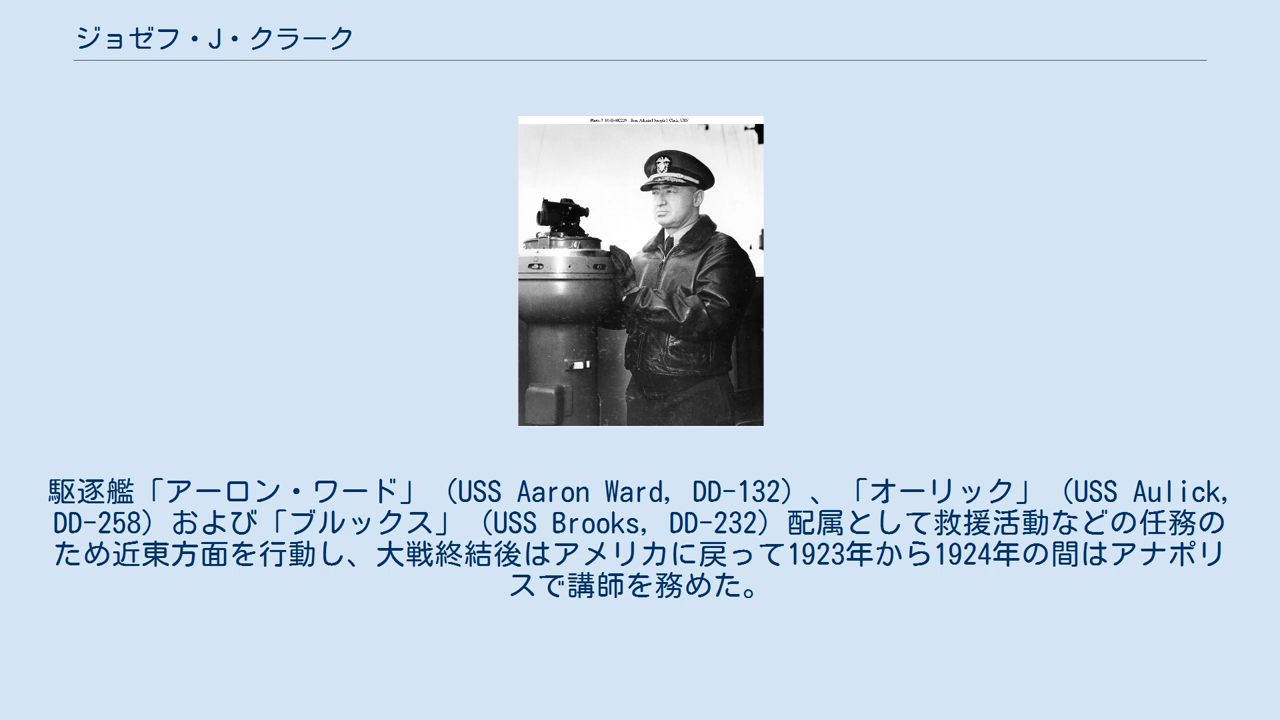 ジョゼフ・J・クラーク
駆逐艦「アーロン・ワード」（USS Aaron Ward, DD-132）、「オーリック」（USS Aulick,
DD-258）および「ブルックス」（USS Brooks, DD-232）配属として救援活動などの任務の
ため近東方面を行動し、大戦終結後はアメリカに戻って1923年から1924年の間はアナポリ
スで講師を務めた。